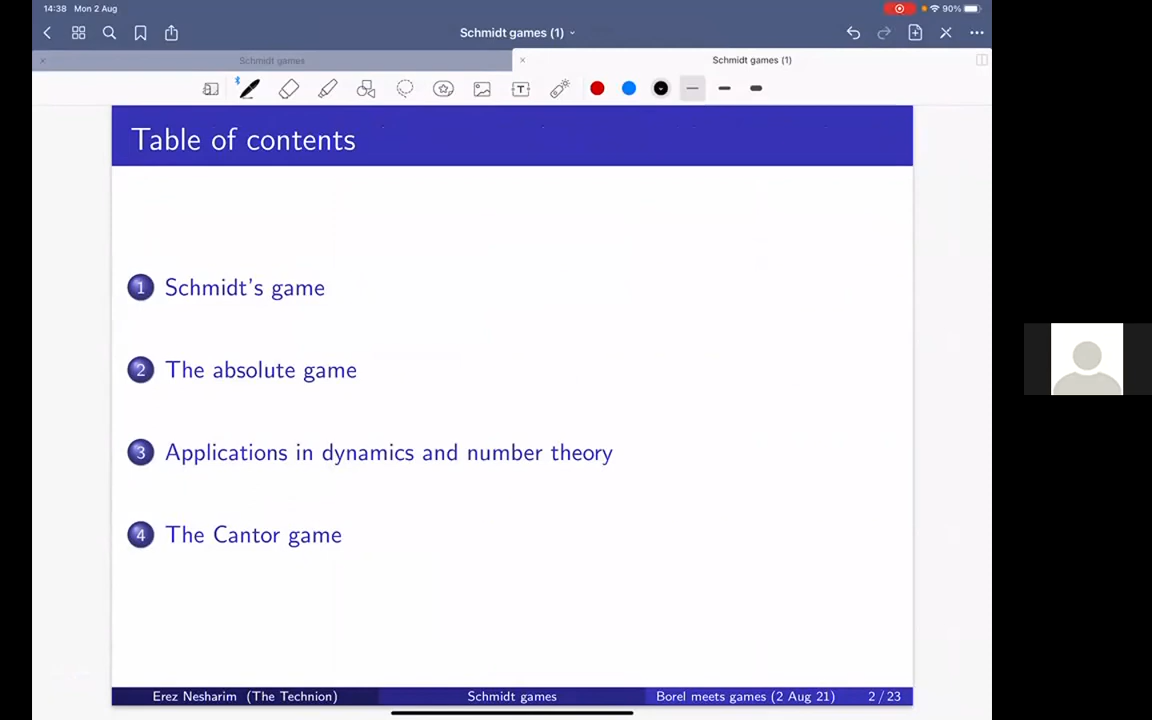 14:38 Mon 2 Aug
90%
Schmidt games (1)
Schmidt games
Schmidt games (1)
T
Table of contents
1 Schmidt's game
2 The absolute game
3 Applications in dynamics and number theory
4 The Cantor game
Erez Nesharim (The Technion) Schmidt games Borel meets games (2 Aug 21) 2 / 23